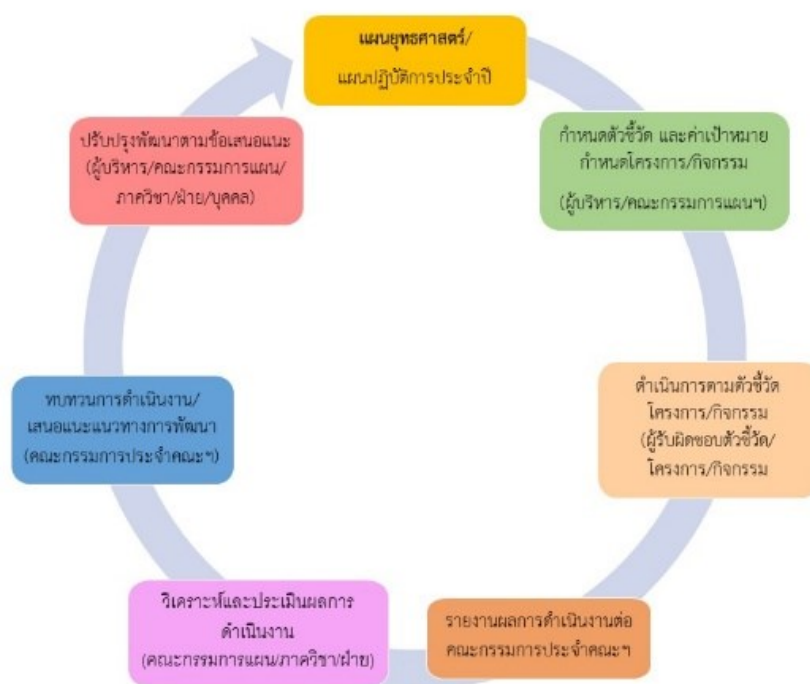 แผนยุทธศาสตร์/
แผนปฏิบัติการประจำปี
กำหนดตัวชี้วัด และค่าเป้าหมาย
กำหนดโครงการ/กิจกรรม
(ผู้บริหาร/คณะกรรมการแผนฯ)
ดำเนินการตามตัวชี้วัด
โครงการ/กิจกรรม
(ผู้รับผิดชอบตัวชี้วัด/
โครงการ/กิจกรรม
รายงานผลการดำเนินงานต่อ
คณะกรรมการประจำคณะฯ
วิเคราะห์และประเมินผลการ
ดำเนินงาน
(คณะกรรมการแผน/ภาควิชา/ฝ่าย)
ทบทวนการดำเนินงาน/
เสนอแนะแนวทางการพัฒนา
(คณะกรรมการประจำคณะฯ)
ปรับปรุงพัฒนาตามข้อเสนอแนะ
(ผู้บริหาร/คณะกรรมการแผน/
ภาควิชา/ฝ่าย/บุคคล)